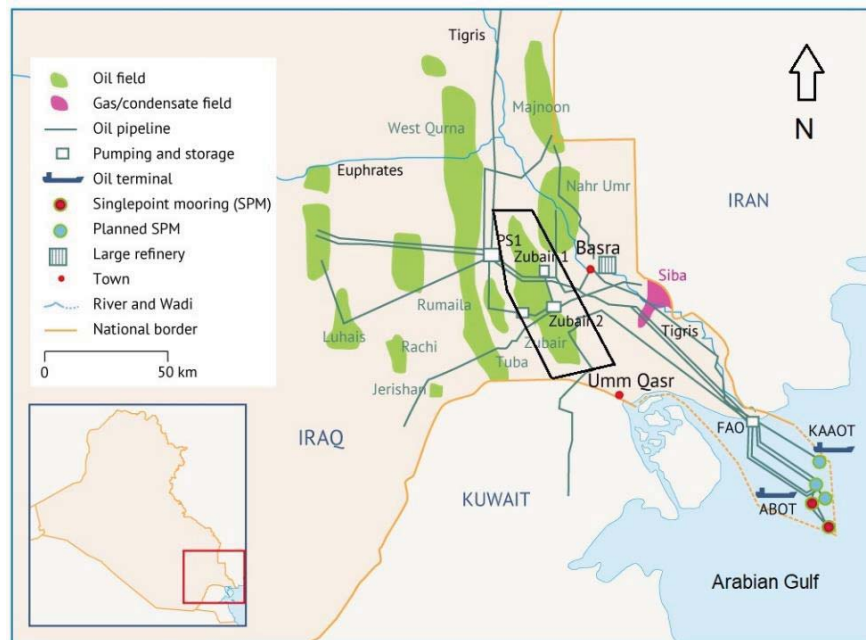 Oil field
Gas/condensate field
Oil pipeline
Pumping and storage
Oil terminal
Singlepoint mooring (SPM)
Planned SPM
Large refinery
Town
River and Wadi
National border
0 50 km
Tigris
Majnoon
N
West Qurna
Euphrates
Nahr Umr
IRAN
PS1
Basra
Zubair 1
Siba
Rumaila
Zubair 2
Tigris
Luhais
Zubair
Rachi
Tuba
Jerishan
Umm Qasr
IRAQ
FAO
KAAOT
KUWAIT
ABOT
Arabian Gulf